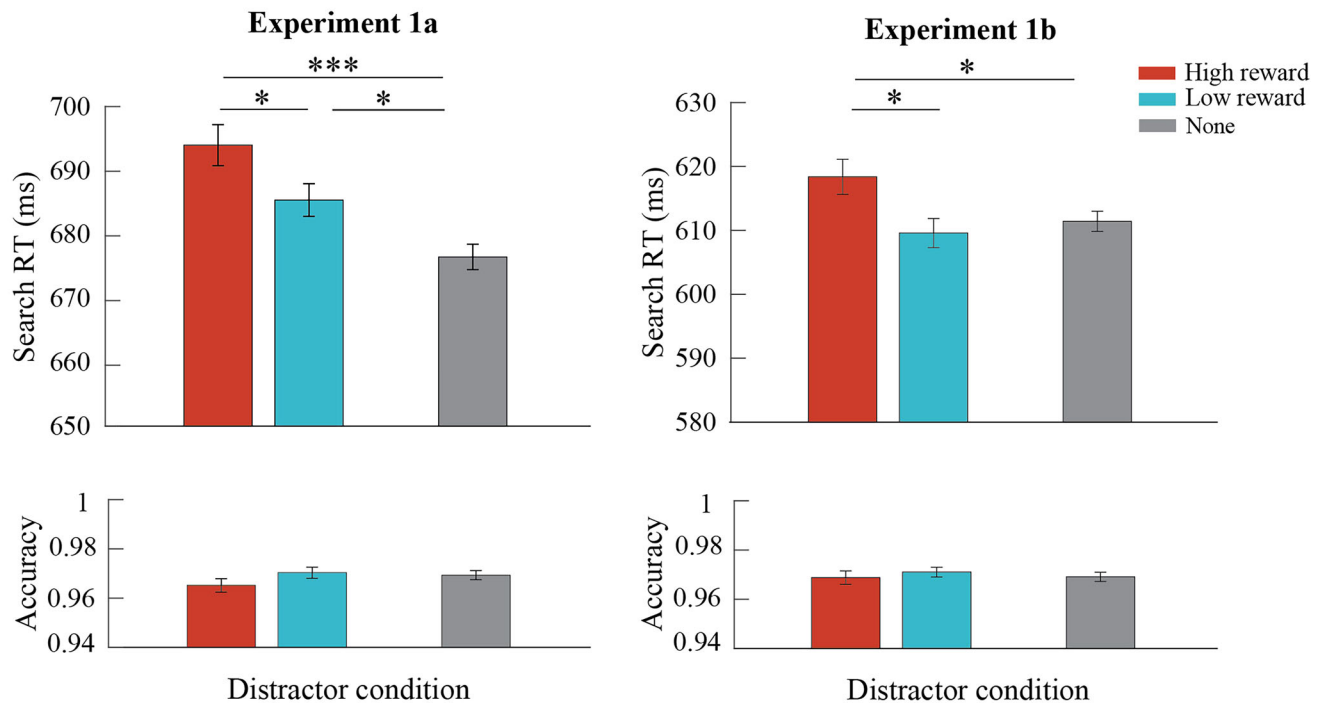 Experiment 1a
***
*
*
700
690
680
670
660
650
Search RT (ms)
1
0.98
0.96
0.94
Accuracy
Distractor condition
Experiment 1b
*
*
High reward
Low reward
None
630
620
610
600
590
580
Search RT (ms)
1
0.98
0.96
0.94
Accuracy
Distractor condition